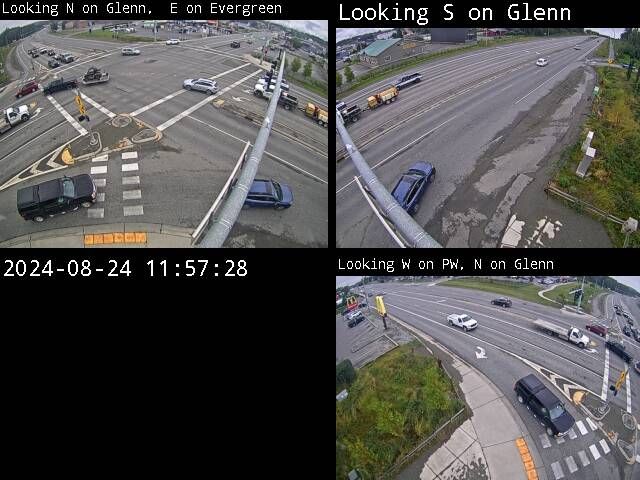 Looking N on Glenn,  E on Evergreen
Looking S on Glenn
2024-08-24 11:57:28
Looking W on PW, N on Glenn